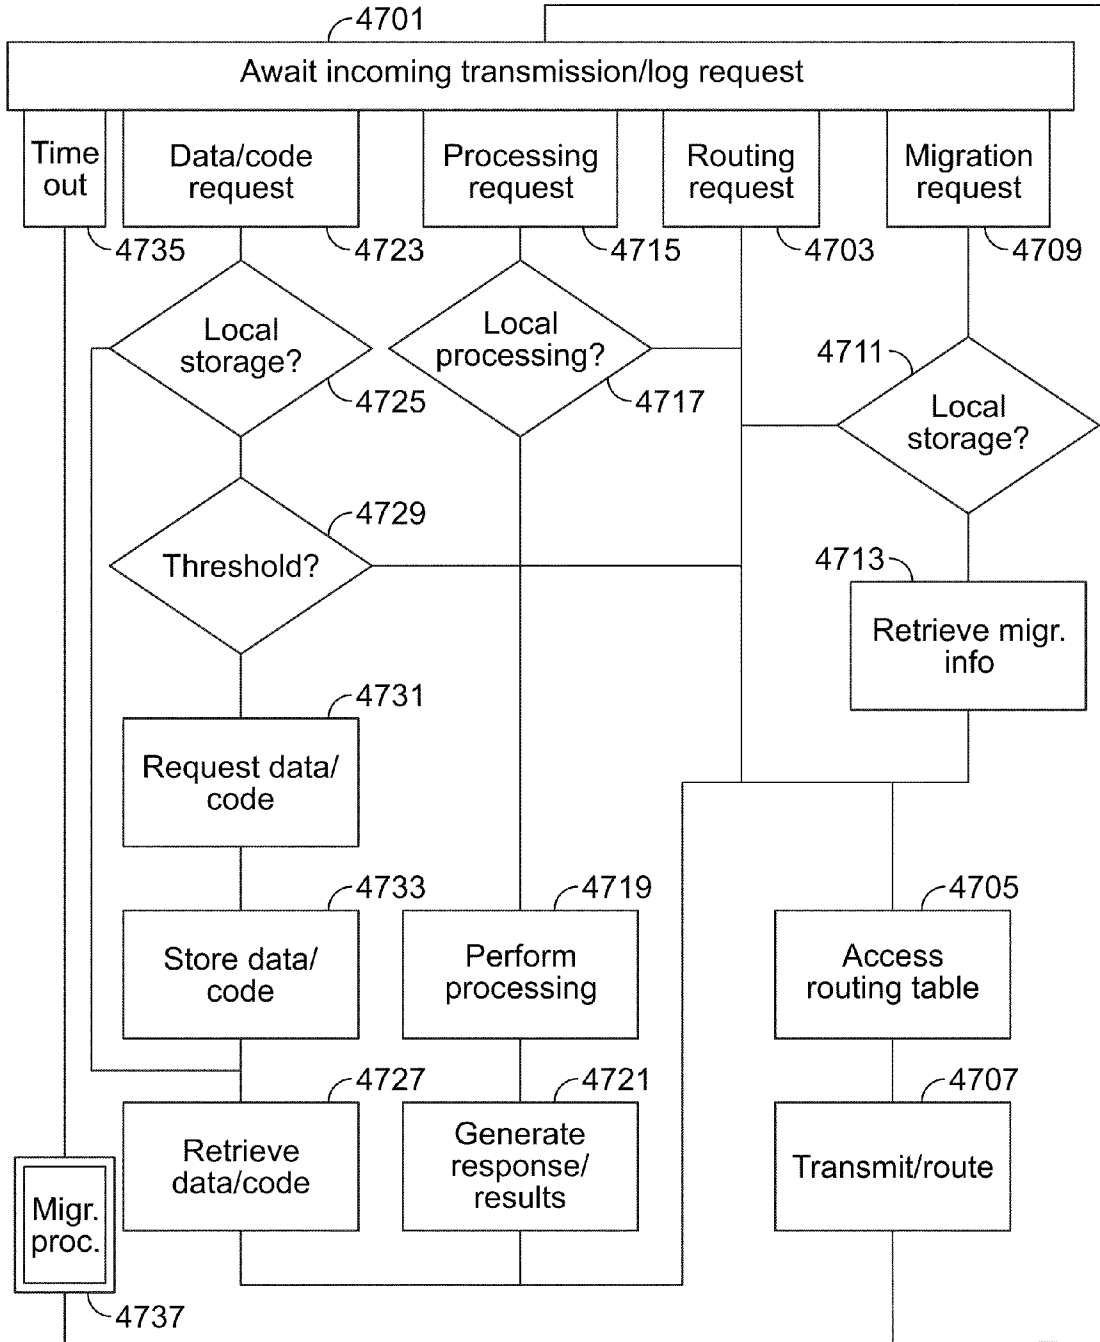 4701
Await incoming transmission/log request
Time
out
Data/code
request
Processing
request
Routing
request
Migration
request
4735
4723
4715
4703
4709
Local
storage?
4725
Local
processing?
4717
4711
Local
storage?
4729
Threshold?
4713
Retrieve migr.
info
4731
Request data/
code
4733
Store data/
code
4719
Perform
processing
4705
Access
routing table
4727
Retrieve
data/code
4721
Generate
response/
results
4707
Transmit/route
Migr.
proc.
4737